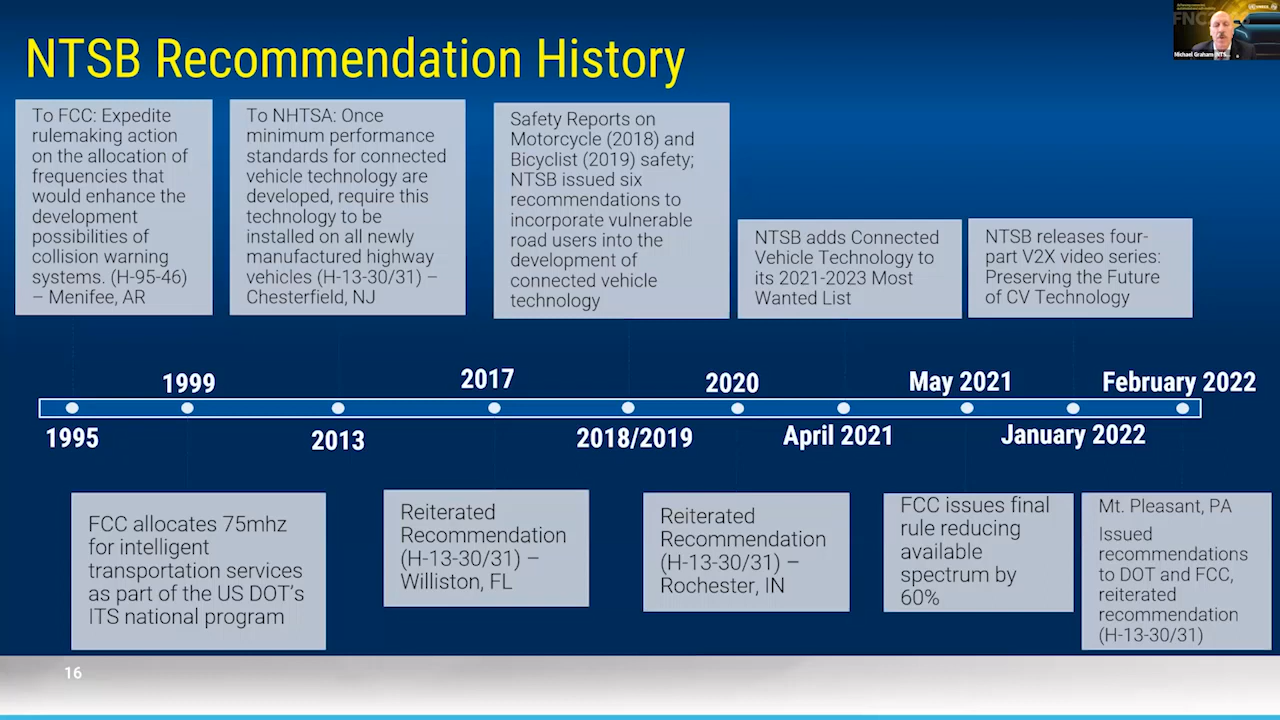 NTSB Recommendation History
Michael Graham (NTS...
To FCC: Expedite
rulemaking action
on the allocation of
frequencies that
would enhance the
development
possibilities of
collision warning
systems. (H-95-46)
– Menifee, AR
To NHTSA: Once
minimum performance
standards for connected
vehicle technology are
developed, require this
technology to be
installed on all newly
manufactured highway
vehicles (H-13-30/31) –
Chesterfield, NJ
Safety Reports on
Motorcycle (2018) and
Bicyclist (2019) safety;
NTSB issued six
recommendations to
incorporate vulnerable
road users into the
development of
connected vehicle
technology
NTSB adds Connected
Vehicle Technology to
its 2021-2023 Most
Wanted List
NTSB releases four-
part V2X video series:
Preserving the Future
of CV Technology
1999
2017
2020
May 2021
February 2022
1995
2013
2018/2019
April 2021
January 2022
FCC allocates 75mhz
for intelligent
transportation services
as part of the US DOT's
ITS national program
Reiterated
Recommendation
(H-13-30/31) –
Williston, FL
Reiterated
Recommendation
(H-13-30/31) –
Rochester, IN
FCC issues final
rule reducing
available
spectrum by
60%
Mt. Pleasant, PA
Issued
recommendations
to DOT and FCC,
reiterated
recommendation
(H-13-30/31)
16